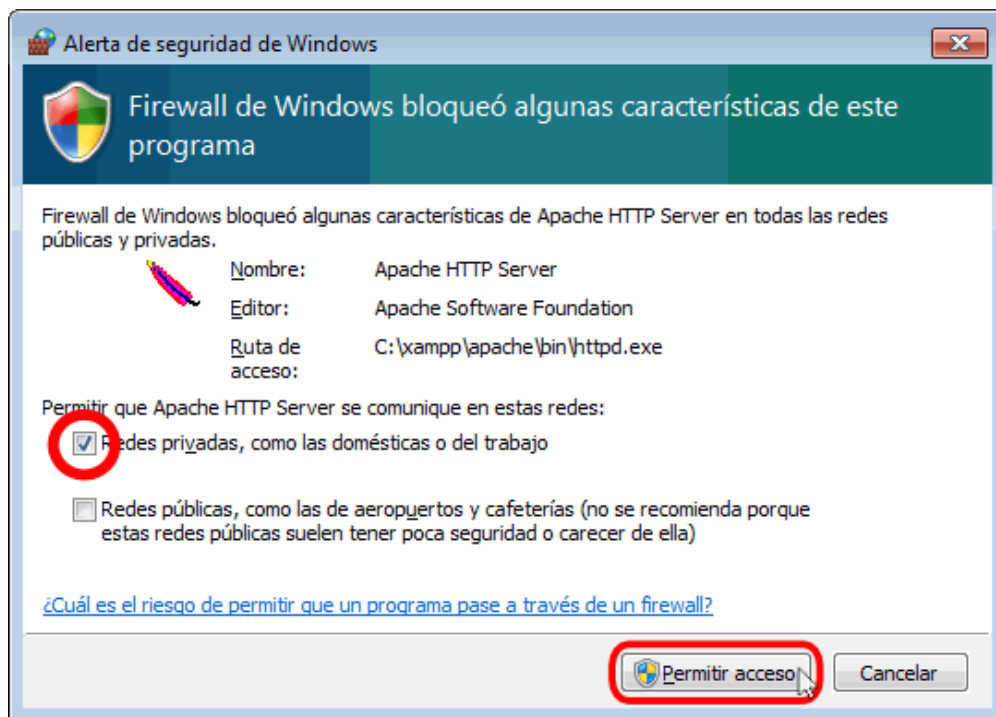 Alerta de seguridad de Windows
Firewall de Windows bloqueó algunas características de este
programa
Firewall de Windows bloqueó algunas características de Apache HTTP Server en todas las redes
públicas y privadas.
Nombre: Apache HTTP Server
Editor: Apache Software Foundation
Ruta de C:\xampp\apache\bin\httpd.exe
acceso:
Permitir que Apache HTTP Server se comunique en estas redes:
Redes privadas, como las domésticas o del trabajo
Redes públicas, como las de aeropuertos y cafeterías (no se recomienda porque
estas redes públicas suelen tener poca seguridad o carecer de ella)
¿Cuál es el riesgo de permitir que un programa pase a través de un firewall?
Permitir acceso Cancelar